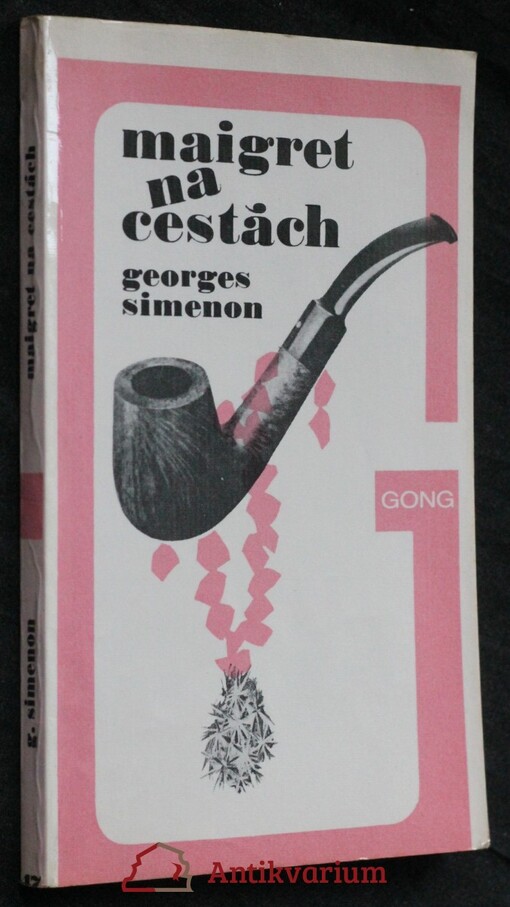 maigret
na
cestách
georges
simenon
GONG
maigret na cestách
g. simenon
17
Antikvarium